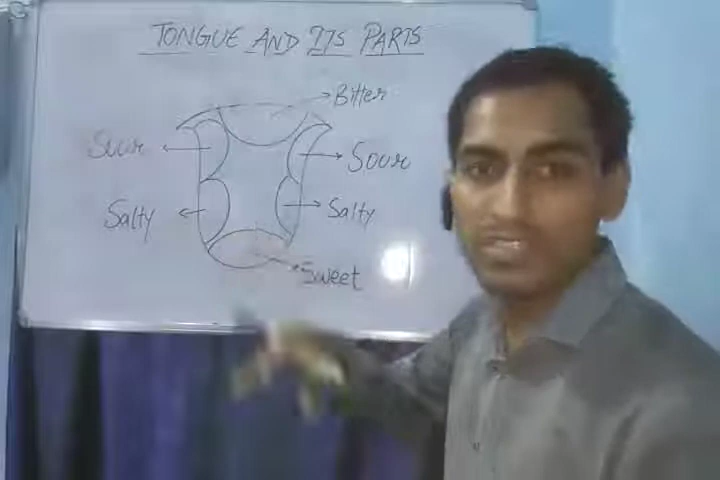 TONGUE AND ITS PARTS
Bitter
Sour
Sour
Salty
Salty
Sweet